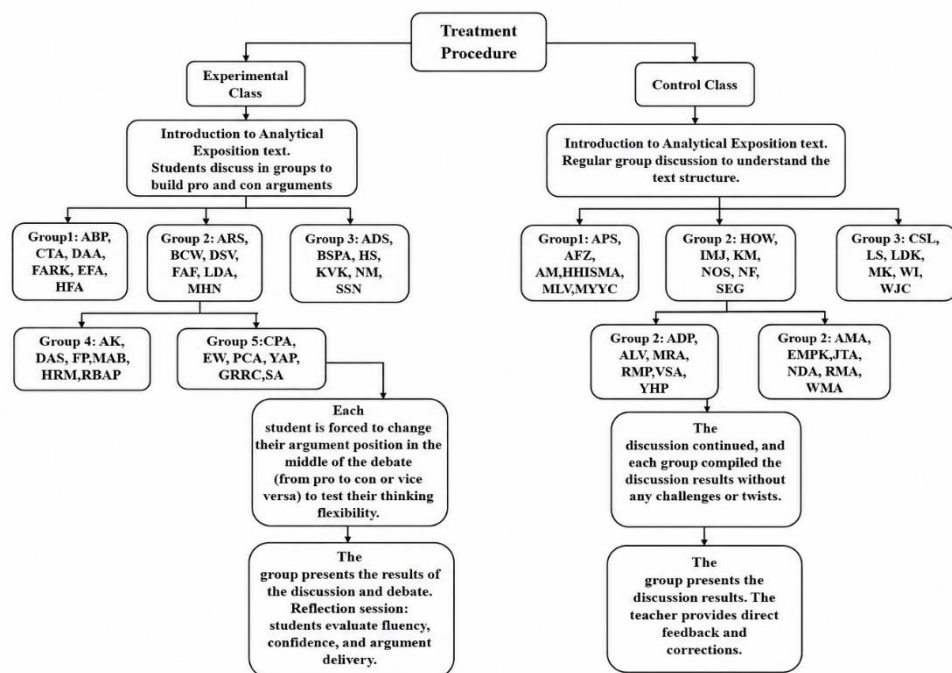 Treatment
Procedure
Experimental
Class
Control Class
Introduction to Analytical
Exposition text.
Students discuss in groups to
build pro and con arguments
Introduction to Analytical Exposition text.
Regular group discussion to understand the
text structure.
Group1: ABP,
CTA, DAA,
FARK, EFA,
HFA
Group 2: ARS,
BCW, DSV,
FAF, LDA,
MHN
Group 3: ADS,
BSPA, HS,
KVK, NM,
SSN
Group1: APS,
AFZ,
AM,HHISMA,
MLV,MYYC
Group 2: HOW,
IMJ, KM,
NOS, NF,
SEG
Group 3: CSL,
LS, LDK,
MK, WI,
WJC
Group 4: AK,
DAS, FP,MAB,
HRM,RBAP
Group 5:CPA,
EW, PCA, YAP,
GRRC,SA
Group 2: ADP,
ALV, MRA,
RMP,VSA,
YHP
Group 2: AMA,
EMPK,JTA,
NDA, RMA,
WMA
Each
student is forced to change
their argument position in the
middle of the debate
(from pro to con or vice
versa) to test their thinking
flexibility.
The
discussion continued, and
each group compiled the
discussion results without
any challenges or twists.
The
group presents the results of
the discussion and debate.
Reflection session:
students evaluate fluency,
confidence, and argument
delivery.
The
group presents the
discussion results. The
teacher provides direct
feedback and
corrections.